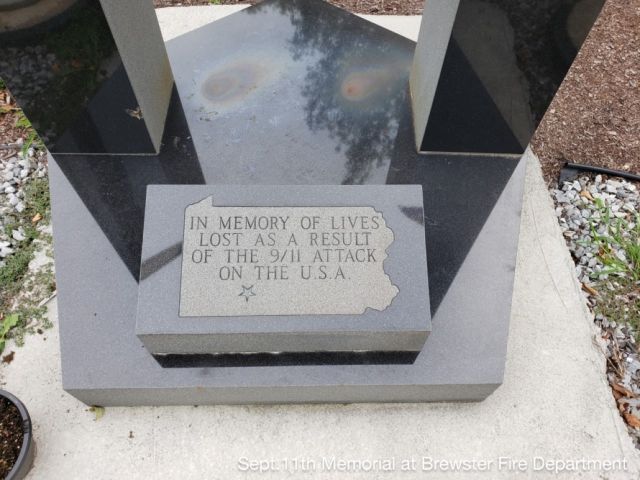 IN MEMORY OF LIVES
LOST AS A RESULT
OF THE 9/11 ATTACK
ON THE U.S.A.
Sept.11th Memorial at Brewster Fire Department